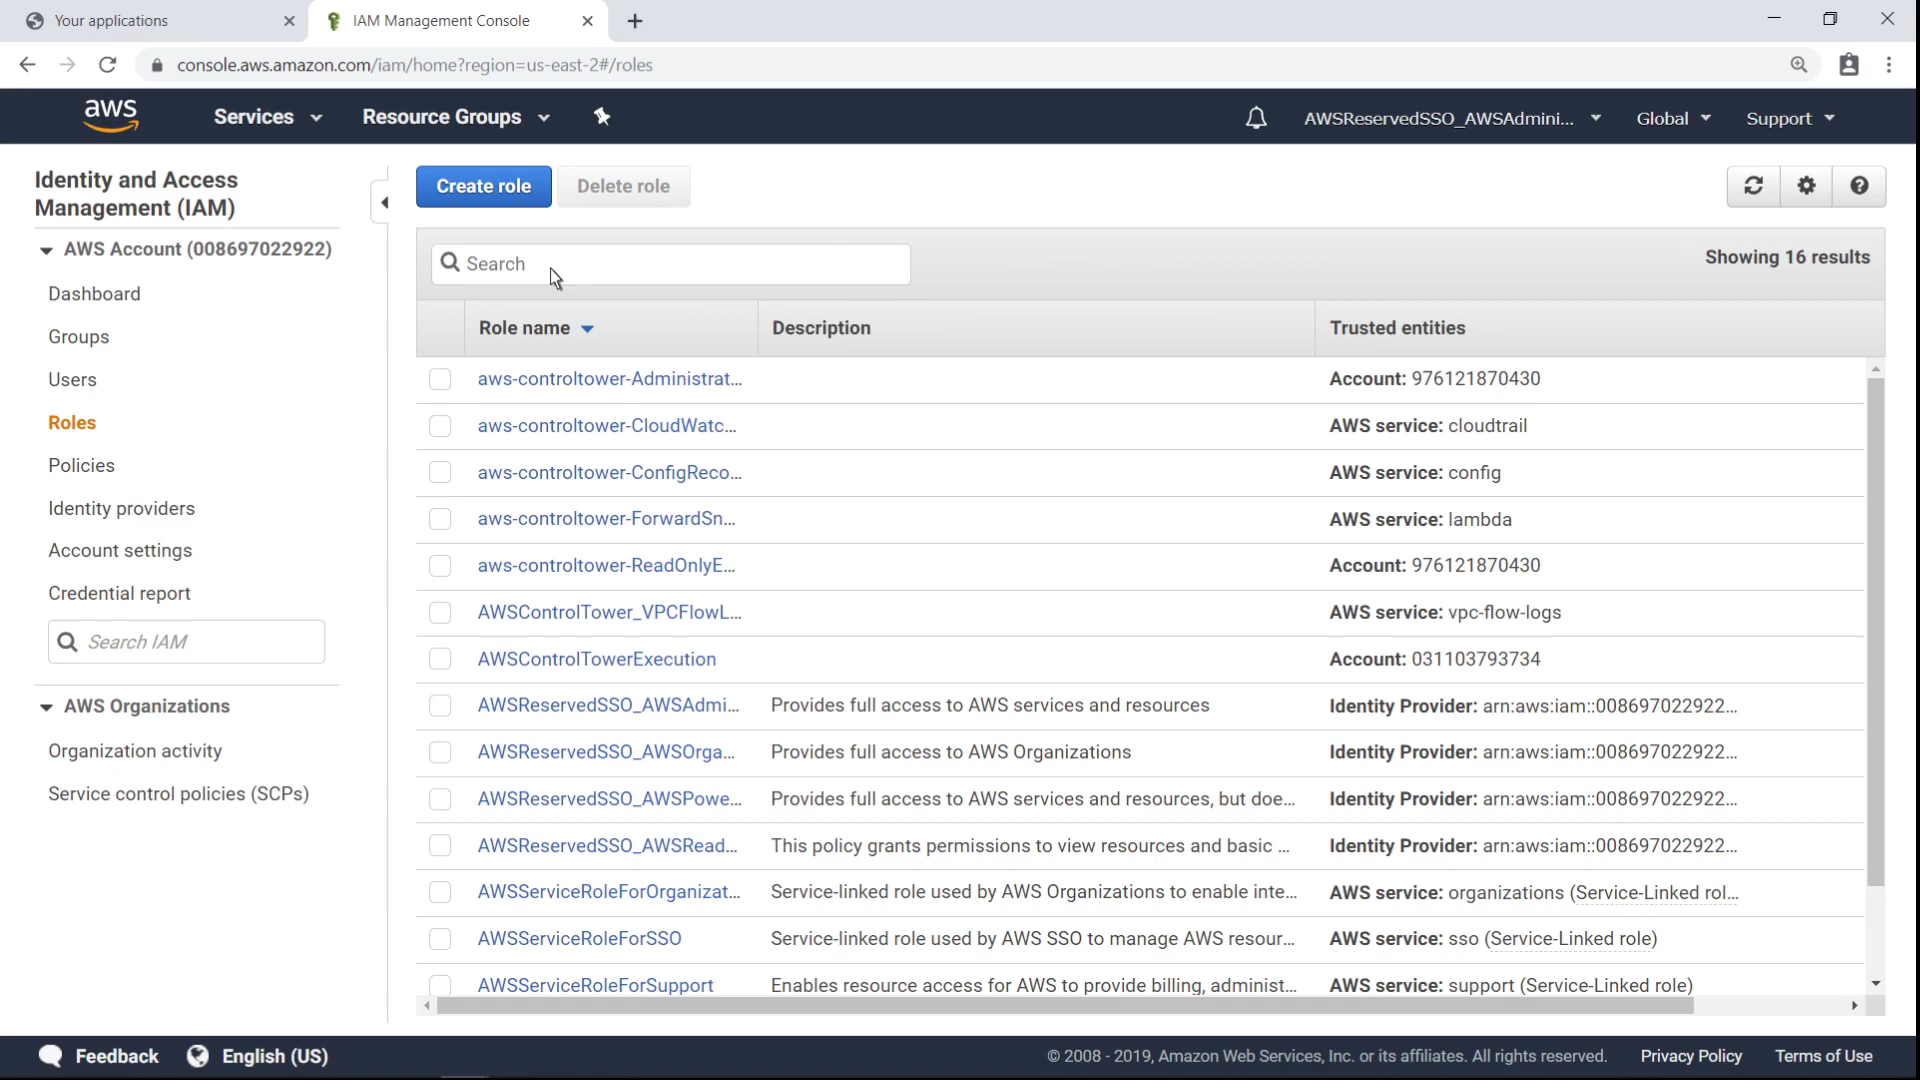 Your applications
IAM Management Console
console.aws.amazon.com/iam/home?region=us-east-2#/roles
aws
Services
Resource Groups
AWSReservedSSO_AWSAdmini...
Global
Support
Identity and Access
Management (IAM)
AWS Account (008697022922)
Dashboard
Groups
Users
Roles
Policies
Identity providers
Account settings
Credential report
Search IAM
AWS Organizations
Organization activity
Service control policies (SCPs)
Create role
Delete role
Search
Showing 16 results
Role name
Description
Trusted entities
aws-controltower-Administrat...
Account: 976121870430
aws-controltower-CloudWatc...
AWS service: cloudtrail
aws-controltower-ConfigReco...
AWS service: config
aws-controltower-ForwardSn...
AWS service: lambda
aws-controltower-ReadOnlyE...
Account: 976121870430
AWSControlTower_VPCFlowL...
AWS service: vpc-flow-logs
AWSControlTowerExecution
Account: 031103793734
AWSReservedSSO_AWSAdmi...
Provides full access to AWS services and resources
Identity Provider: arn:aws:iam::008697022922...
AWSReservedSSO_AWSOrga...
Provides full access to AWS Organizations
Identity Provider: arn:aws:iam::008697022922...
AWSReservedSSO_AWSPowe...
Provides full access to AWS services and resources, but doe...
Identity Provider: arn:aws:iam::008697022922...
AWSReservedSSO_AWSRead...
This policy grants permissions to view resources and basic ...
Identity Provider: arn:aws:iam::008697022922...
AWSServiceRoleForOrganizat...
Service-linked role used by AWS Organizations to enable inte...
AWS service: organizations (Service-Linked rol...
AWSServiceRoleForSSO
Service-linked role used by AWS SSO to manage AWS resour...
AWS service: sso (Service-Linked role)
AWSServiceRoleForSupport
Enables resource access for AWS to provide billing, administ...
AWS service: support (Service-Linked role)
Feedback
English (US)
© 2008 - 2019, Amazon Web Services, Inc. or its affiliates. All rights reserved.
Privacy Policy
Terms of Use